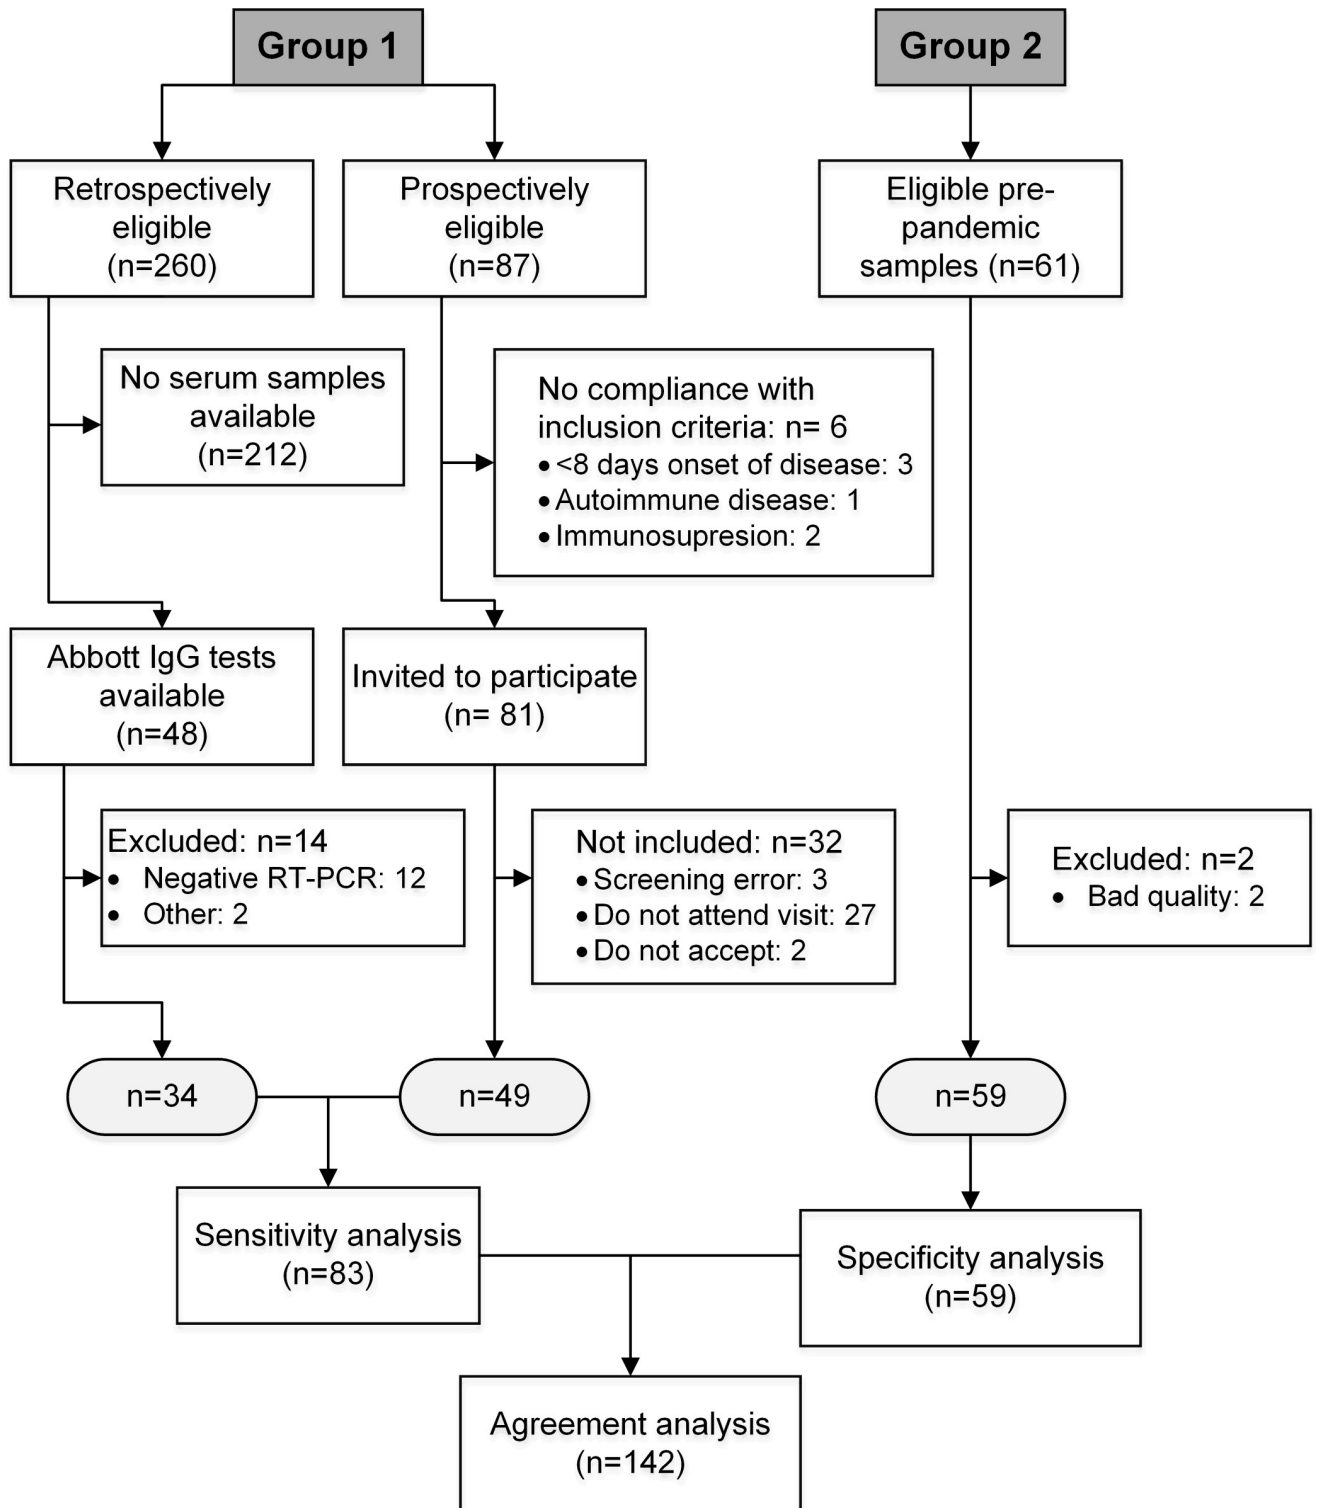 Group 1
Group 2
Retrospectively
eligible
(n=260)
Prospectively
eligible
(n=87)
Eligible pre-
pandemic
samples (n=61)
No serum samples
available
(n=212)
No compliance with
inclusion criteria: n= 6
• <8 days onset of disease: 3
• Autoimmune disease: 1
• Immunosupresion: 2
Abbott IgG tests
available
(n=48)
Invited to participate
(n= 81)
Excluded: n=14
• Negative RT-PCR: 12
• Other: 2
Not included: n=32
• Screening error: 3
• Do not attend visit: 27
• Do not accept: 2
Excluded: n=2
• Bad quality: 2
n=34
n=49
n=59
Sensitivity analysis
(n=83)
Specificity analysis
(n=59)
Agreement analysis
(n=142)